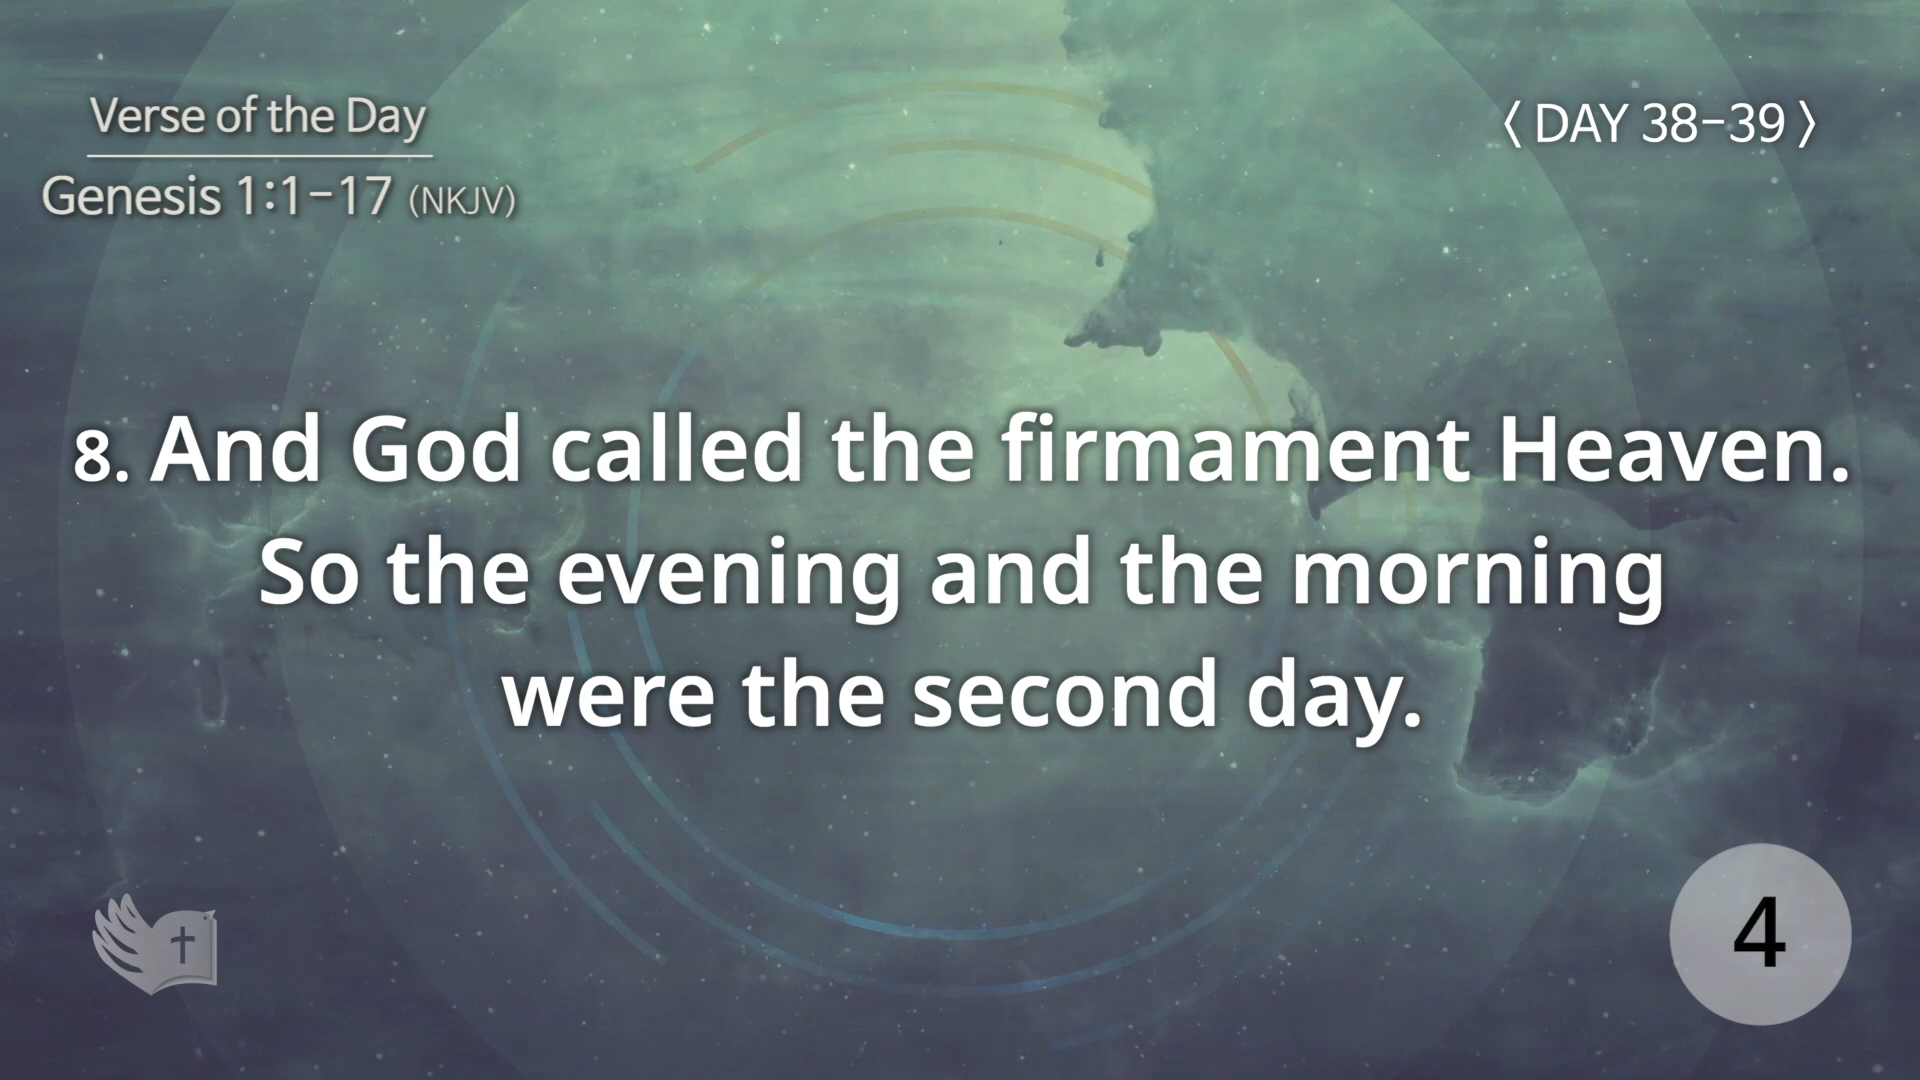 Verse of the Day
Genesis 1:1-17 (NKJV)
〈 DAY 38-39 〉
8. And God called the firmament Heaven.
So the evening and the morning
were the second day.
4